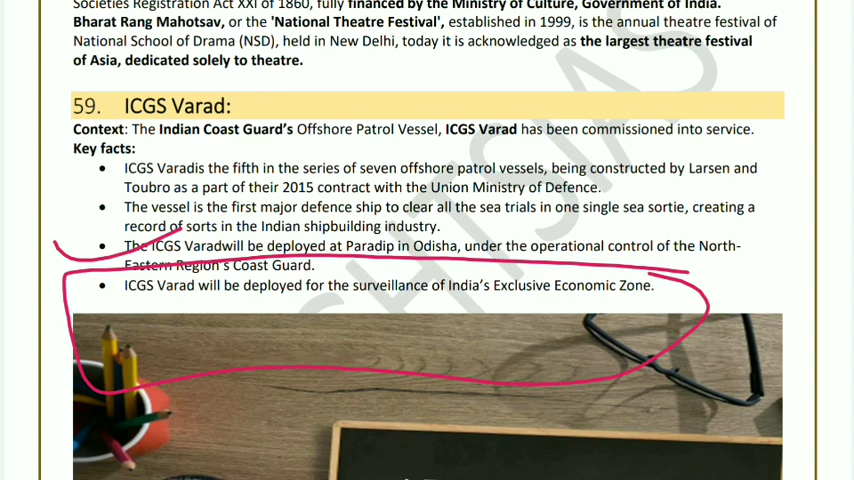 Societies Registration Act XXI of 1860, fully financed by the Ministry of Culture, Government of India.
Bharat Rang Mahotsav, or the 'National Theatre Festival', established in 1999, is the annual theatre festival of
National School of Drama (NSD), held in New Delhi, today it is acknowledged as the largest theatre festival
of Asia, dedicated solely to theatre.
59. ICGS Varad:
Context: The Indian Coast Guard's Offshore Patrol Vessel, ICGS Varad has been commissioned into service.
Key facts:
• ICGS Varadis the fifth in the series of seven offshore patrol vessels, being constructed by Larsen and
Toubro as a part of their 2015 contract with the Union Ministry of Defence.
• The vessel is the first major defence ship to clear all the sea trials in one single sea sortie, creating a
record of sorts in the Indian shipbuilding industry.
• The ICGS Varadwill be deployed at Paradip in Odisha, under the operational control of the North-
Eastern Region's Coast Guard.
• ICGS Varad will be deployed for the surveillance of India's Exclusive Economic Zone.